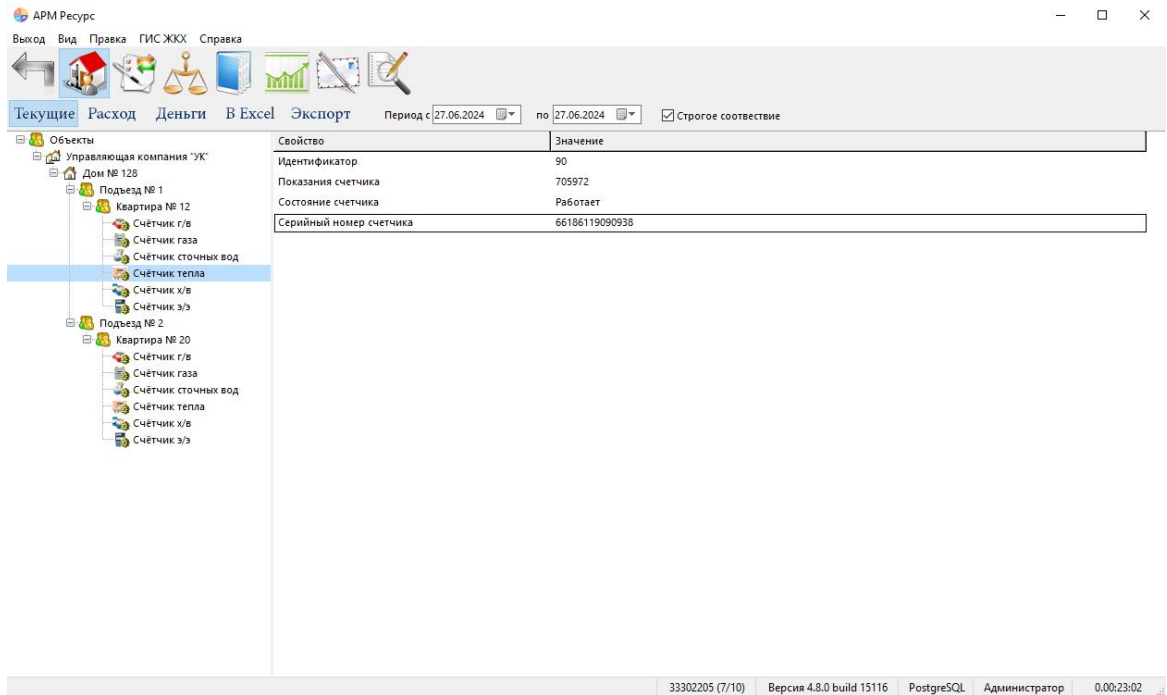 АРМ Ресурс
Выход Вид Правка ГИС ЖКХ Справка
Текущие Расход Деньги В Excel Экспорт Период с 27.06.2024 по 27.06.2024 Строгое соотвествие
Объекты
Управляющая компания "УК"
Дом № 128
Подъезд № 1
Квартира № 12
Счётчик г/в
Счётчик газа
Счётчик сточных вод
Счётчик тепла
Счётчик х/в
Счётчик э/э
Подъезд № 2
Квартира № 20
Счётчик г/в
Счётчик газа
Счётчик сточных вод
Счётчик тепла
Счётчик х/в
Счётчик э/э
Свойство Значение
Идентификатор 90
Показания счетчика 705972
Состояние счетчика Работает
Серийный номер счетчика 66186119090938
33302205 (7/10) Версия 4.8.0 build 15116 PostgreSQL Администратор 0.00:23:02